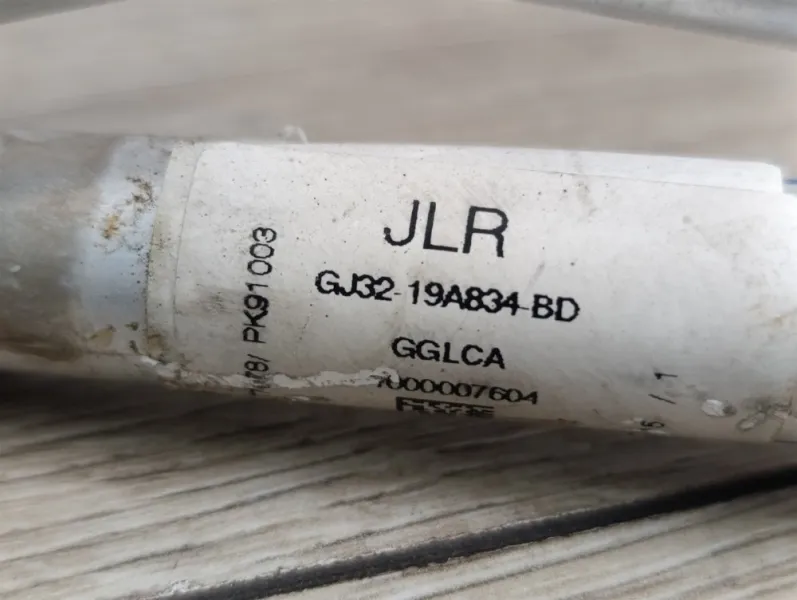 JLR
GJ32-19A834-BD
GGLCA
7000007604
PK91003